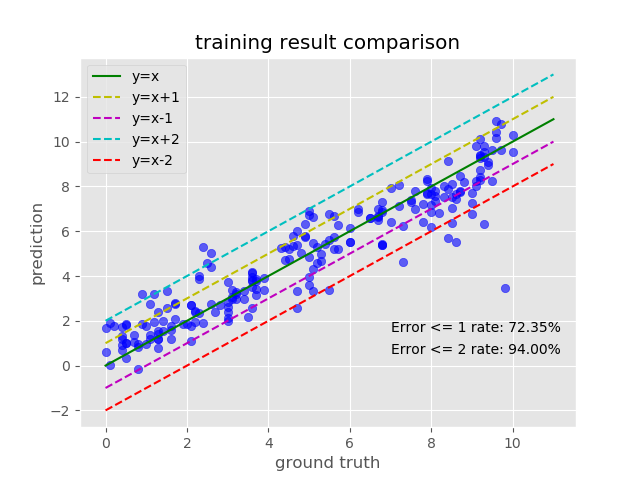 training result comparison
y=x
y=x+1
y=x-1
y=x+2
y=x-2
12
10
8
6
4
2
0
−2
prediction
Error <= 1 rate: 72.35%
Error <= 2 rate: 94.00%
0 2 4 6 8 10
ground truth